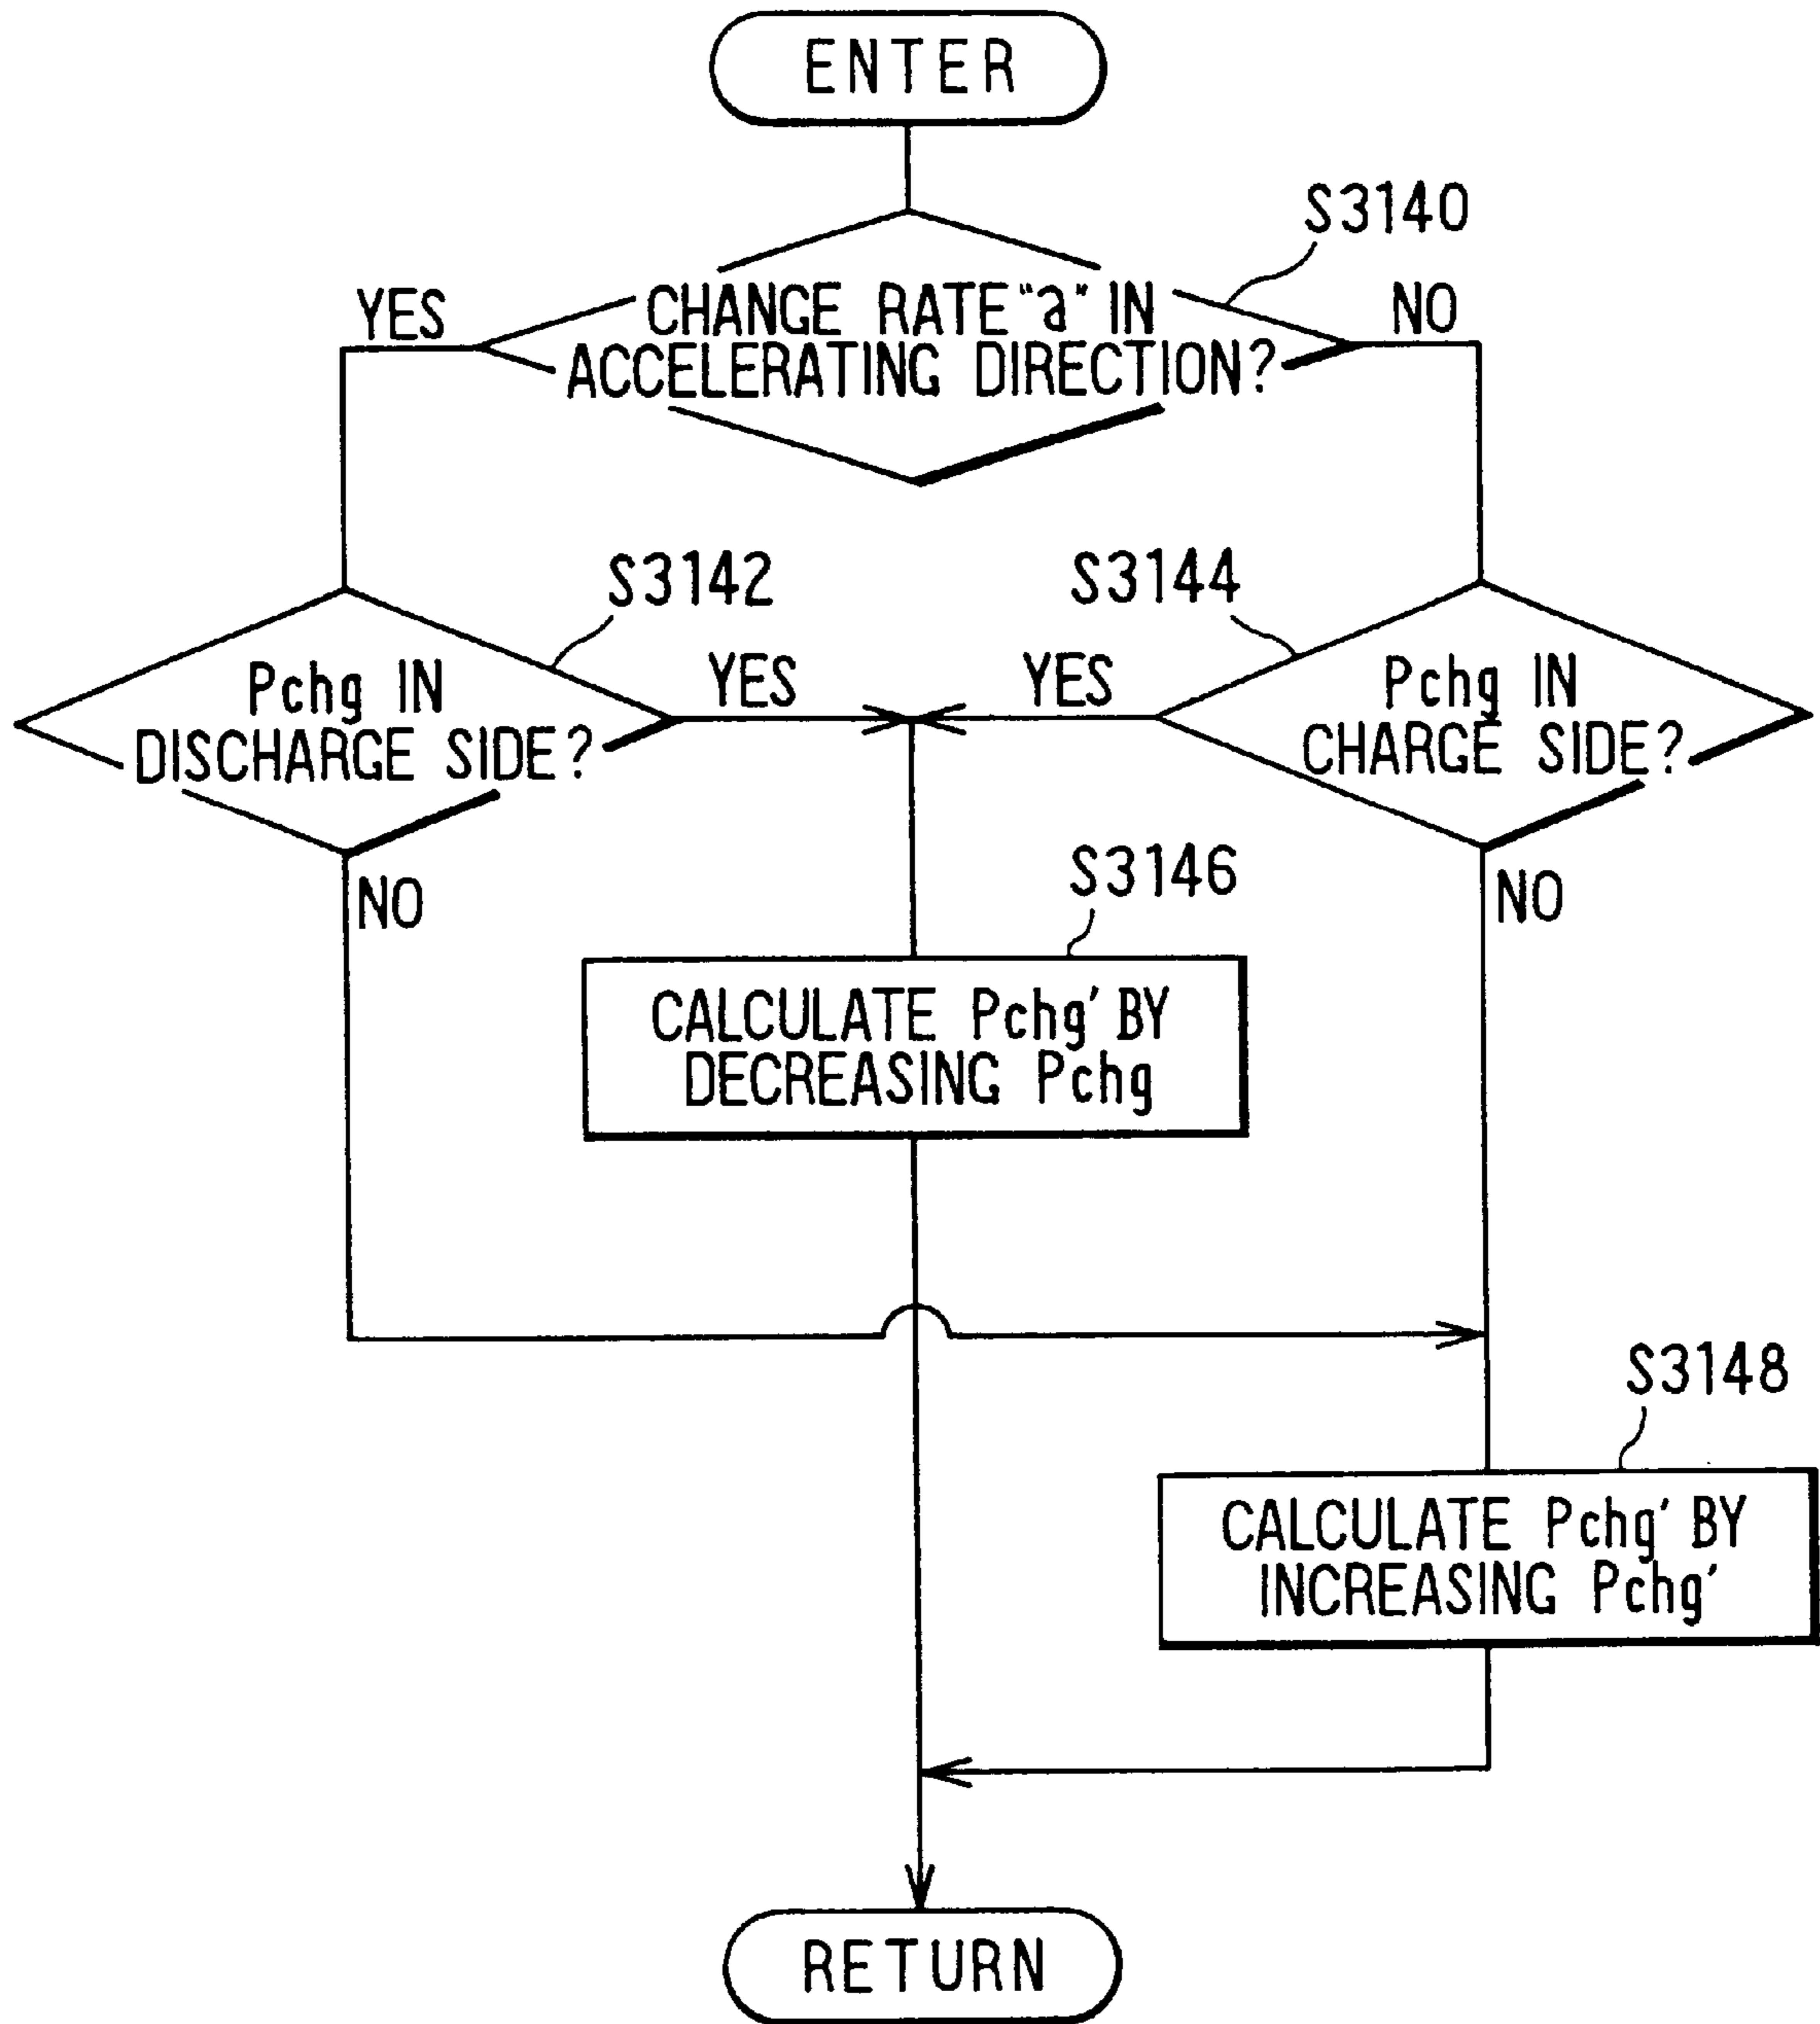 ENTER
S3140
YES
CHANGE RATE "a" IN
NO
ACCELERATING DIRECTION?
S3142
S3144
Pchg IN
DISCHARGE SIDE?
YES
YES
Pchg IN
CHARGE SIDE?
NO
S3146
NO
CALCULATE Pchg' BY
DECREASING Pchg
S3148
CALCULATE Pchg' BY
INCREASING Pchg'
RETURN